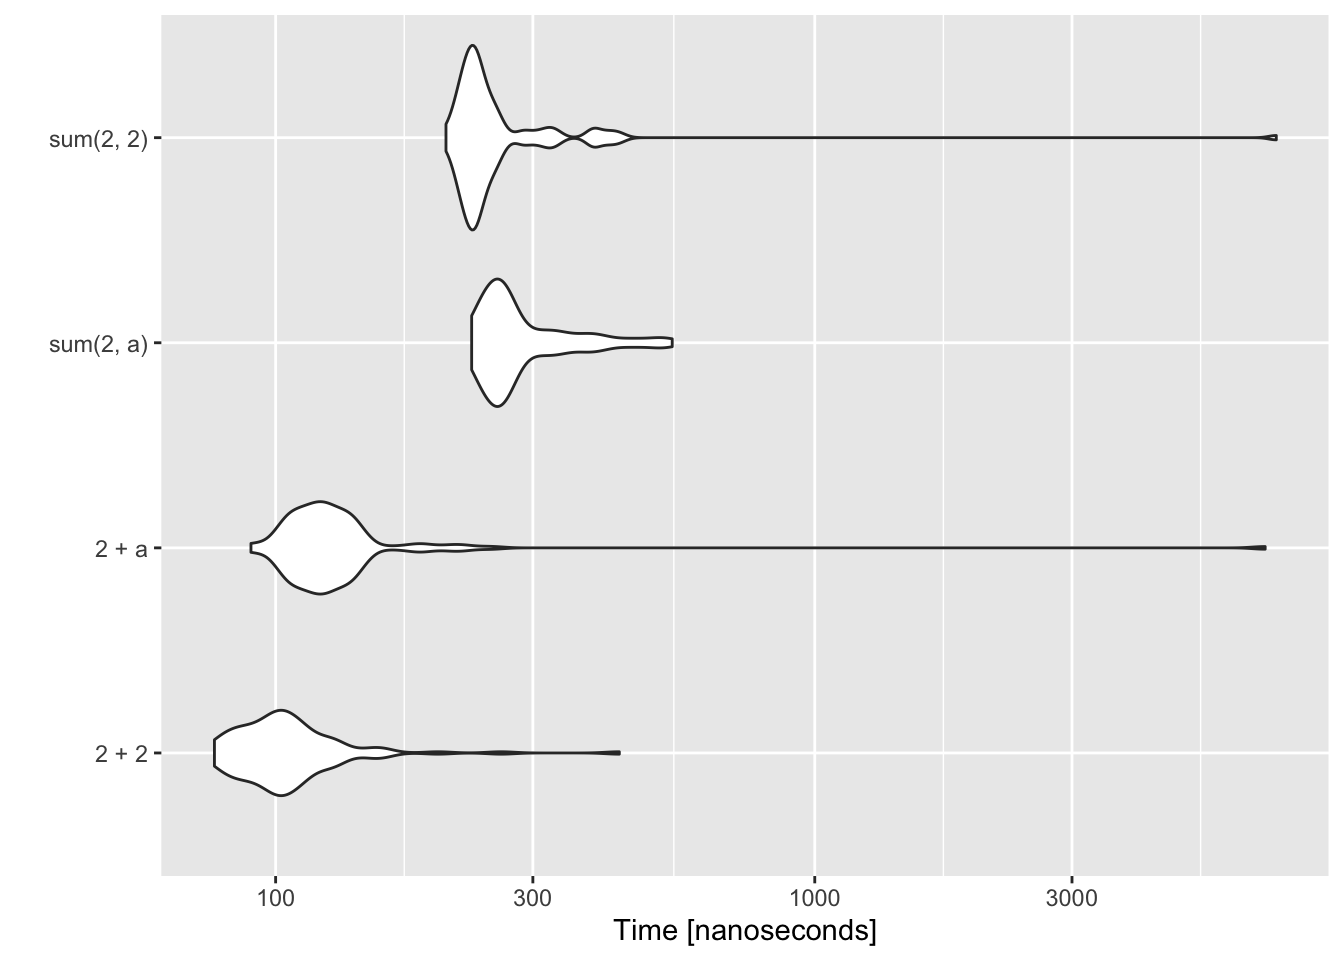 sum(2, 2)
sum(2, a)
2 + a
2 + 2
100 300 1000 3000
Time [nanoseconds]